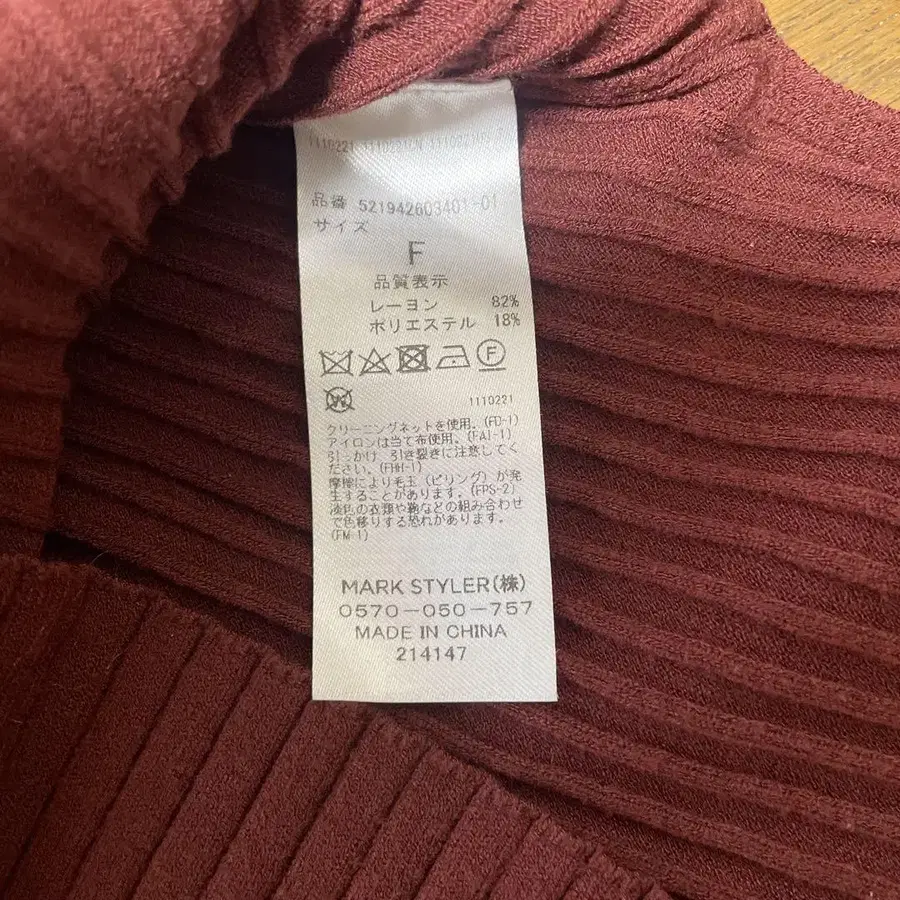 品番 521942603401-01
サイズ
F
品質表示
レーヨン 82%
ポリエステル 18%
F
W
1110221
クリーニングネットを使用。(FD-1)
アイロンは当て布使用。(FAI-1)
引っかけ 引き裂きに注意してく
ださい。(FHH-1)
摩擦により毛玉（ピリング）が発
生することがあります。(FPS-2)
淡色の衣類や靴などの組み合わせ
で色移りする恐れがあります。
(FM-1)
MARK STYLER(株)
0570-050-757
MADE IN CHINA
214147